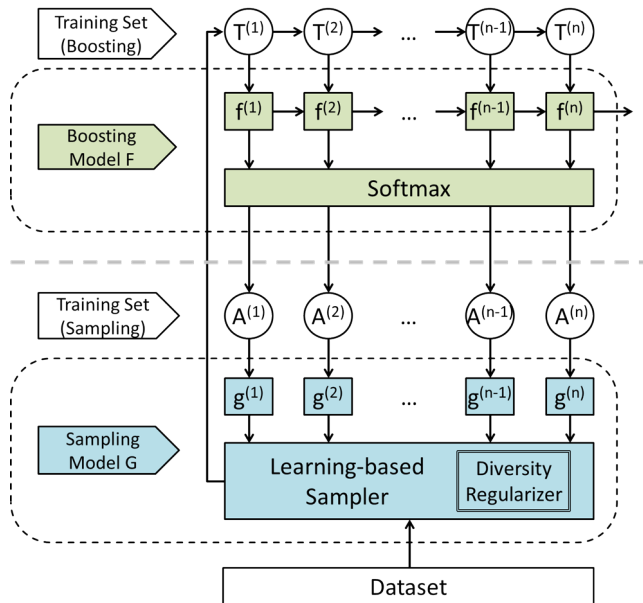 Training Set
(Boosting)
T(1) T(2) ... T(n-1) T(n)
Boosting
Model F
f(1) f(2) ... f(n-1) f(n)
Softmax
Training Set
(Sampling)
A(1) A(2) ... A(n-1) A(n)
g(1) g(2) ... g(n-1) g(n)
Sampling
Model G
Learning-based
Sampler
Diversity
Regularizer
Dataset